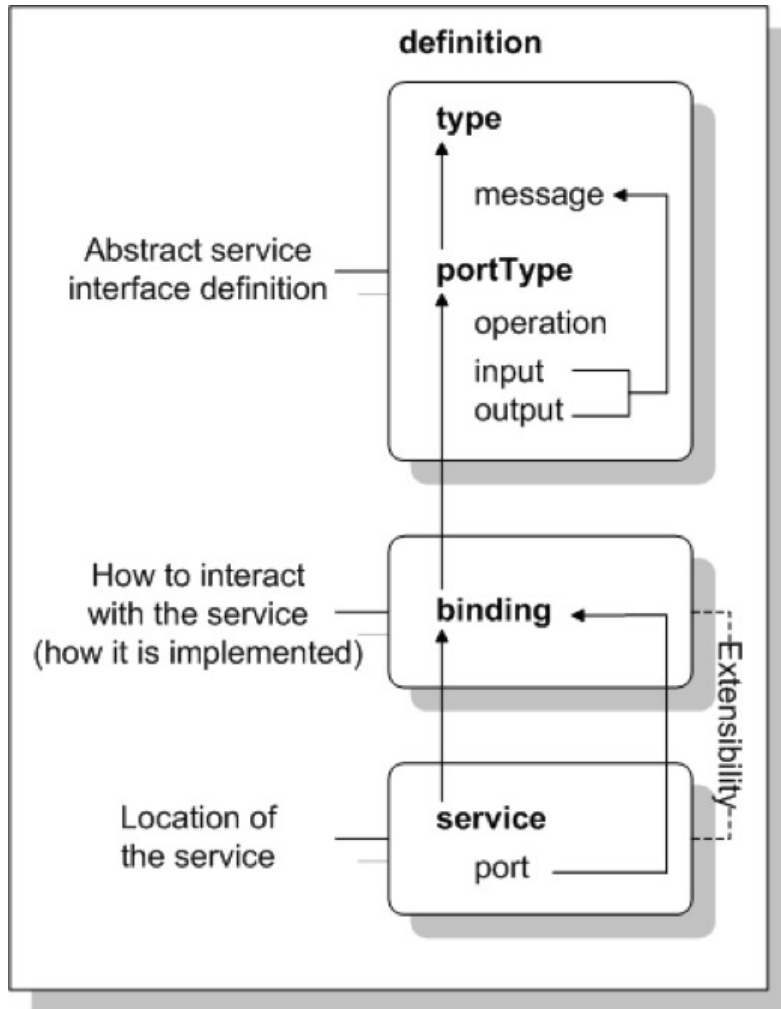 definition
type
message
Abstract service
interface definition
portType
operation
input
output
How to interact
with the service
(how it is implemented)
binding
Extensibility
Location of
the service
service
port